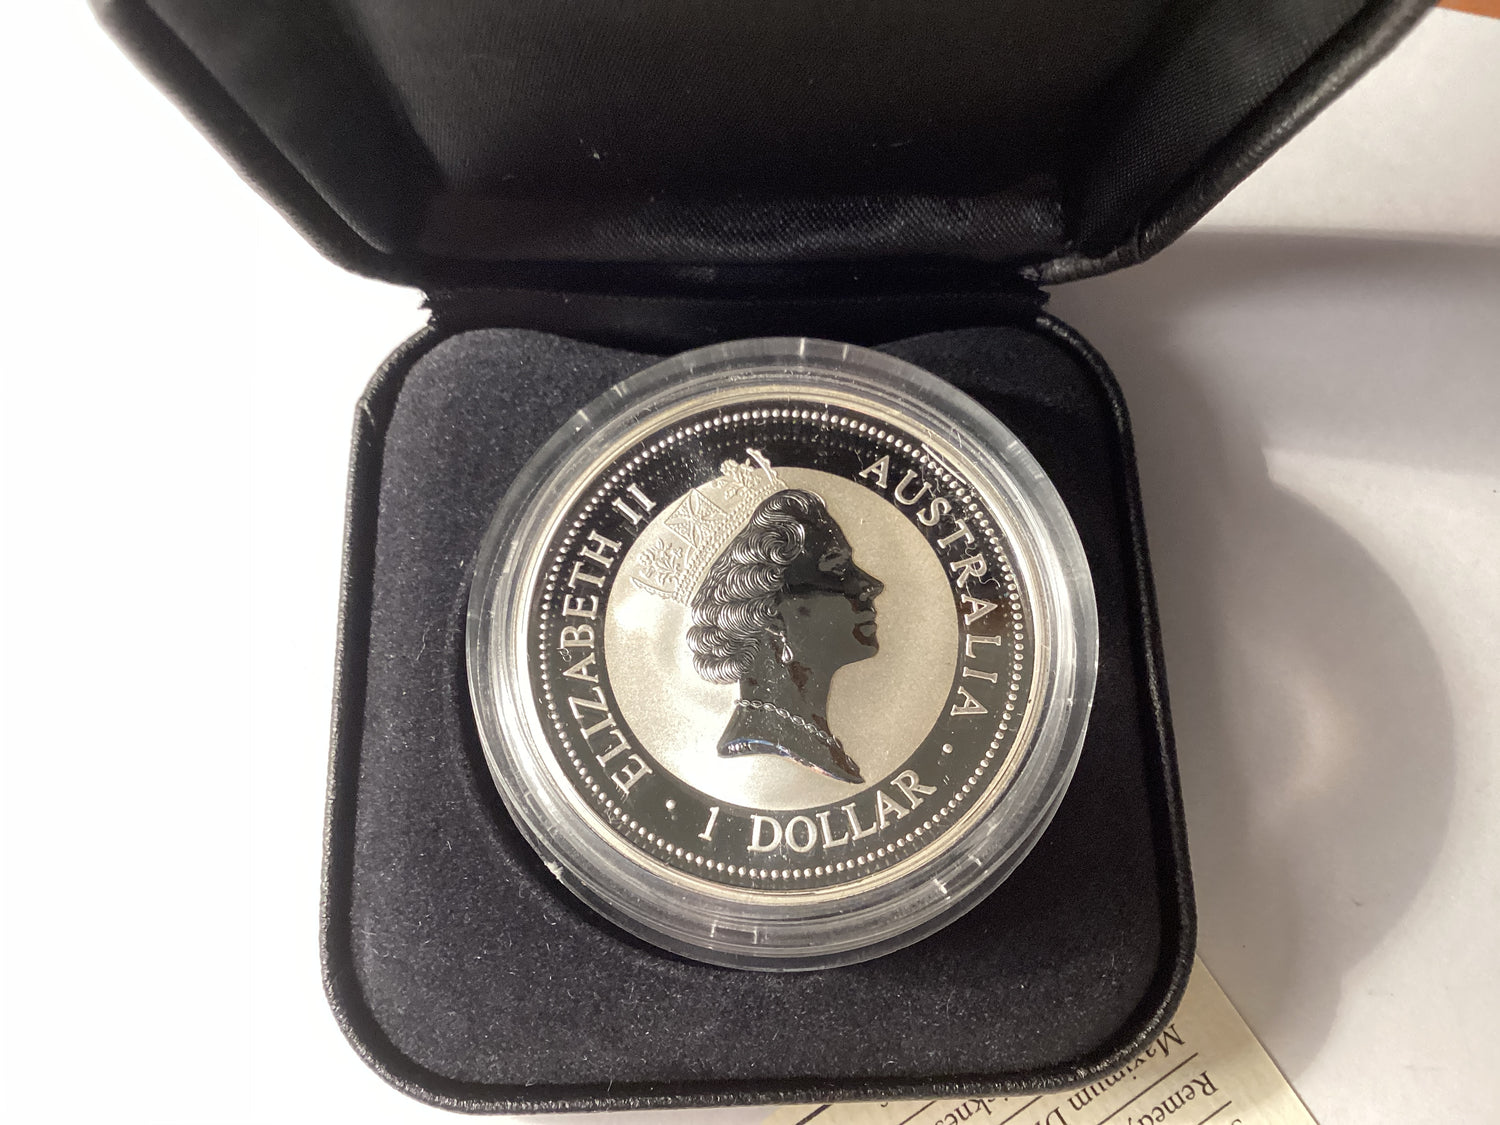 ELIZABETH II
AUSTRALIA
1 DOLLAR
Maximum D
Remedy